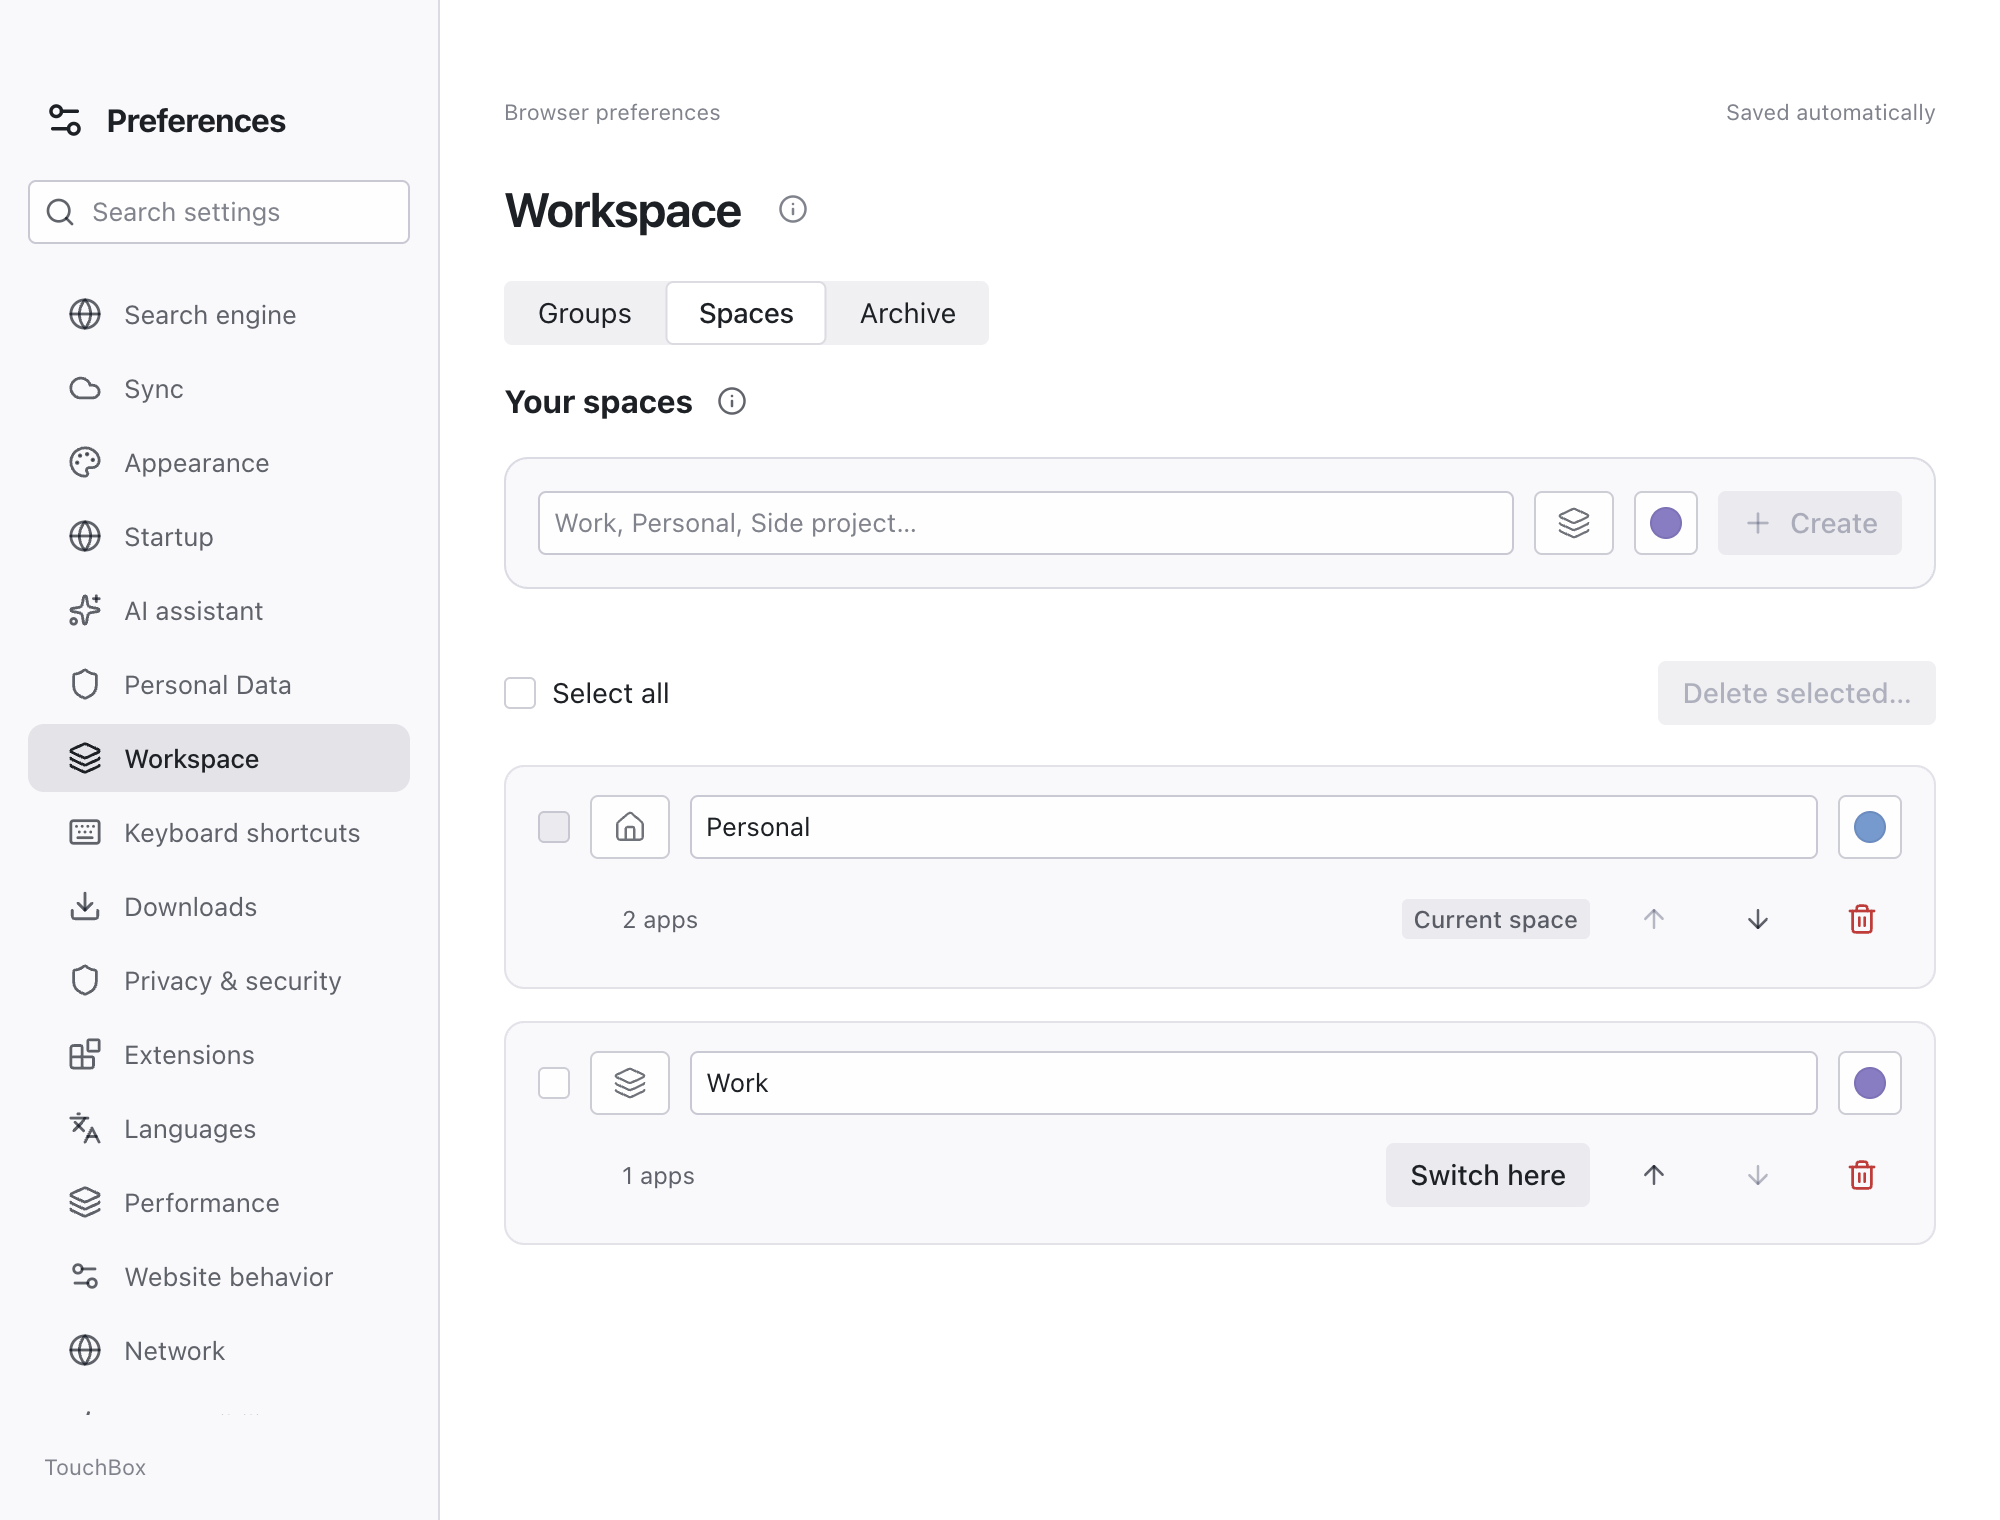 Preferences
Search settings
Search engine
Sync
Appearance
Startup
AI assistant
Personal Data
Workspace
Keyboard shortcuts
Downloads
Privacy & security
Extensions
Languages
Performance
Website behavior
Network
TouchBox
Browser preferences
Saved automatically
Workspace
Groups
Spaces
Archive
Your spaces
Work, Personal, Side project...
Create
Select all
Delete selected...
Personal
2 apps
Current space
Work
1 apps
Switch here